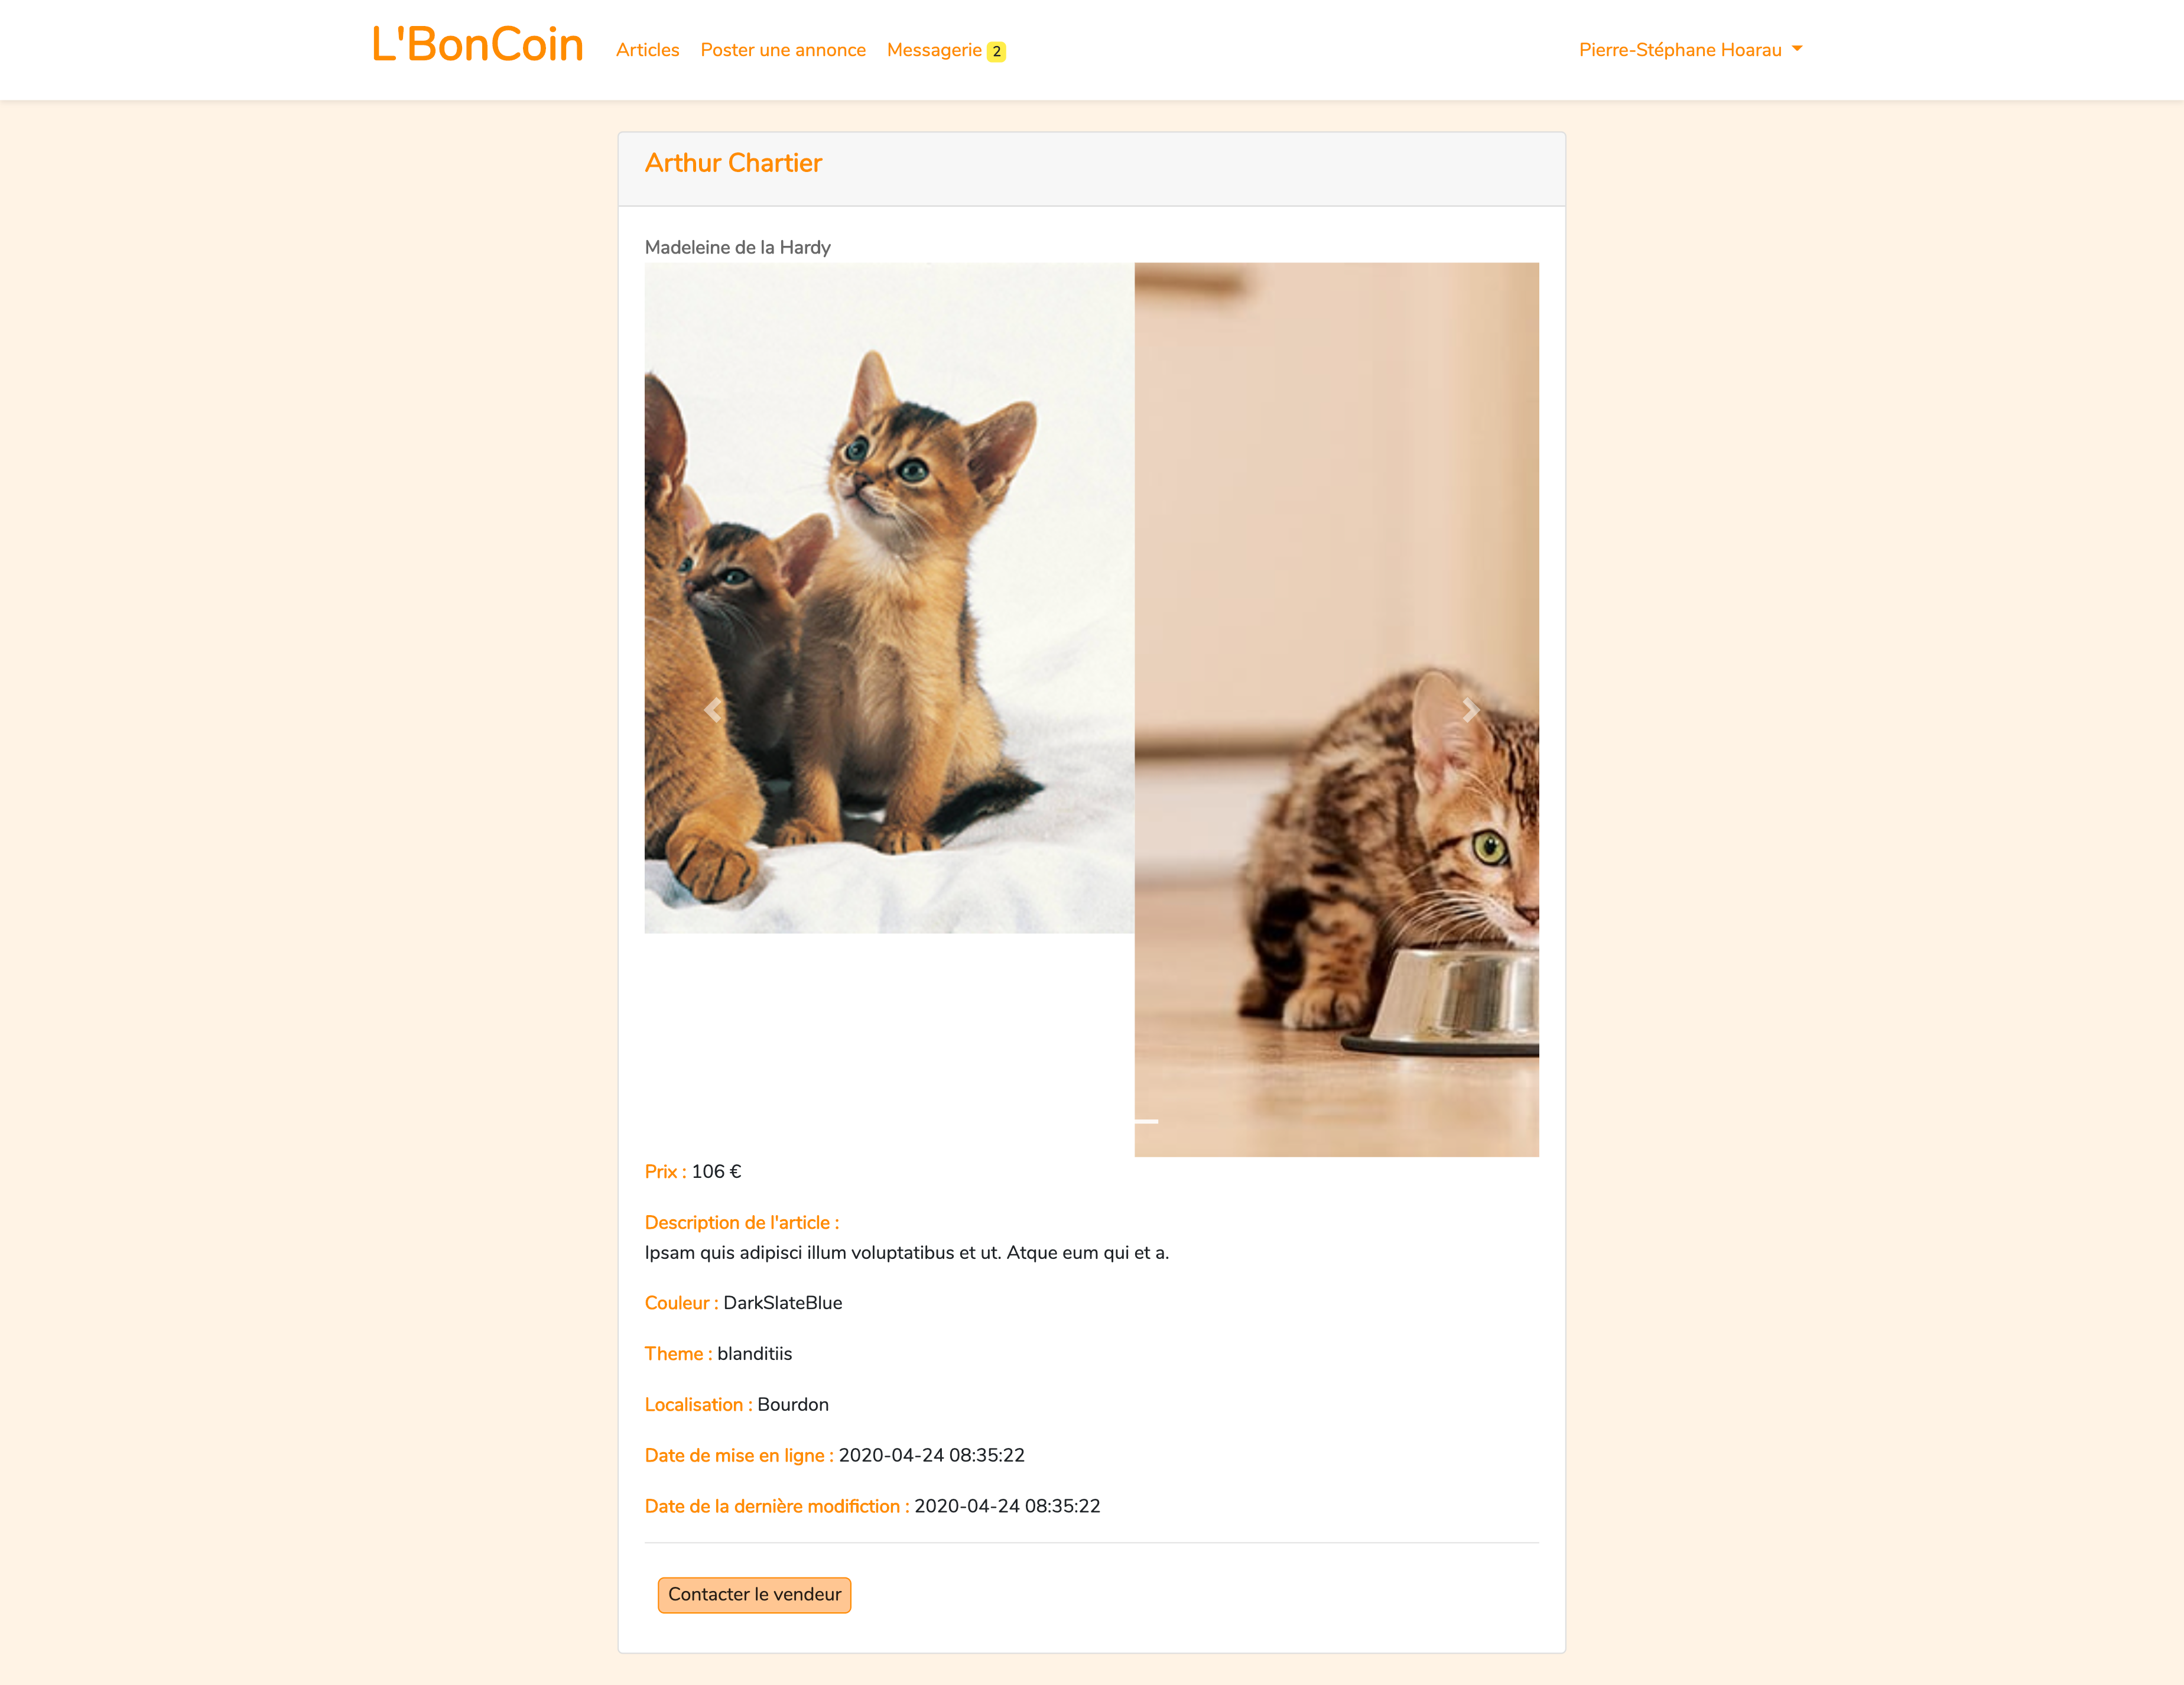 L'BonCoin
Articles
Poster une annonce
Messagerie 2
Pierre-Stéphane Hoarau
Arthur Chartier
Madeleine de la Hardy
Prix : 106 €
Description de l'article :
Ipsam quis adipisci illum voluptatibus et ut. Atque eum qui et a.
Couleur : DarkSlateBlue
Theme : blanditiis
Localisation : Bourdon
Date de mise en ligne : 2020-04-24 08:35:22
Date de la dernière modifiction : 2020-04-24 08:35:22
Contacter le vendeur